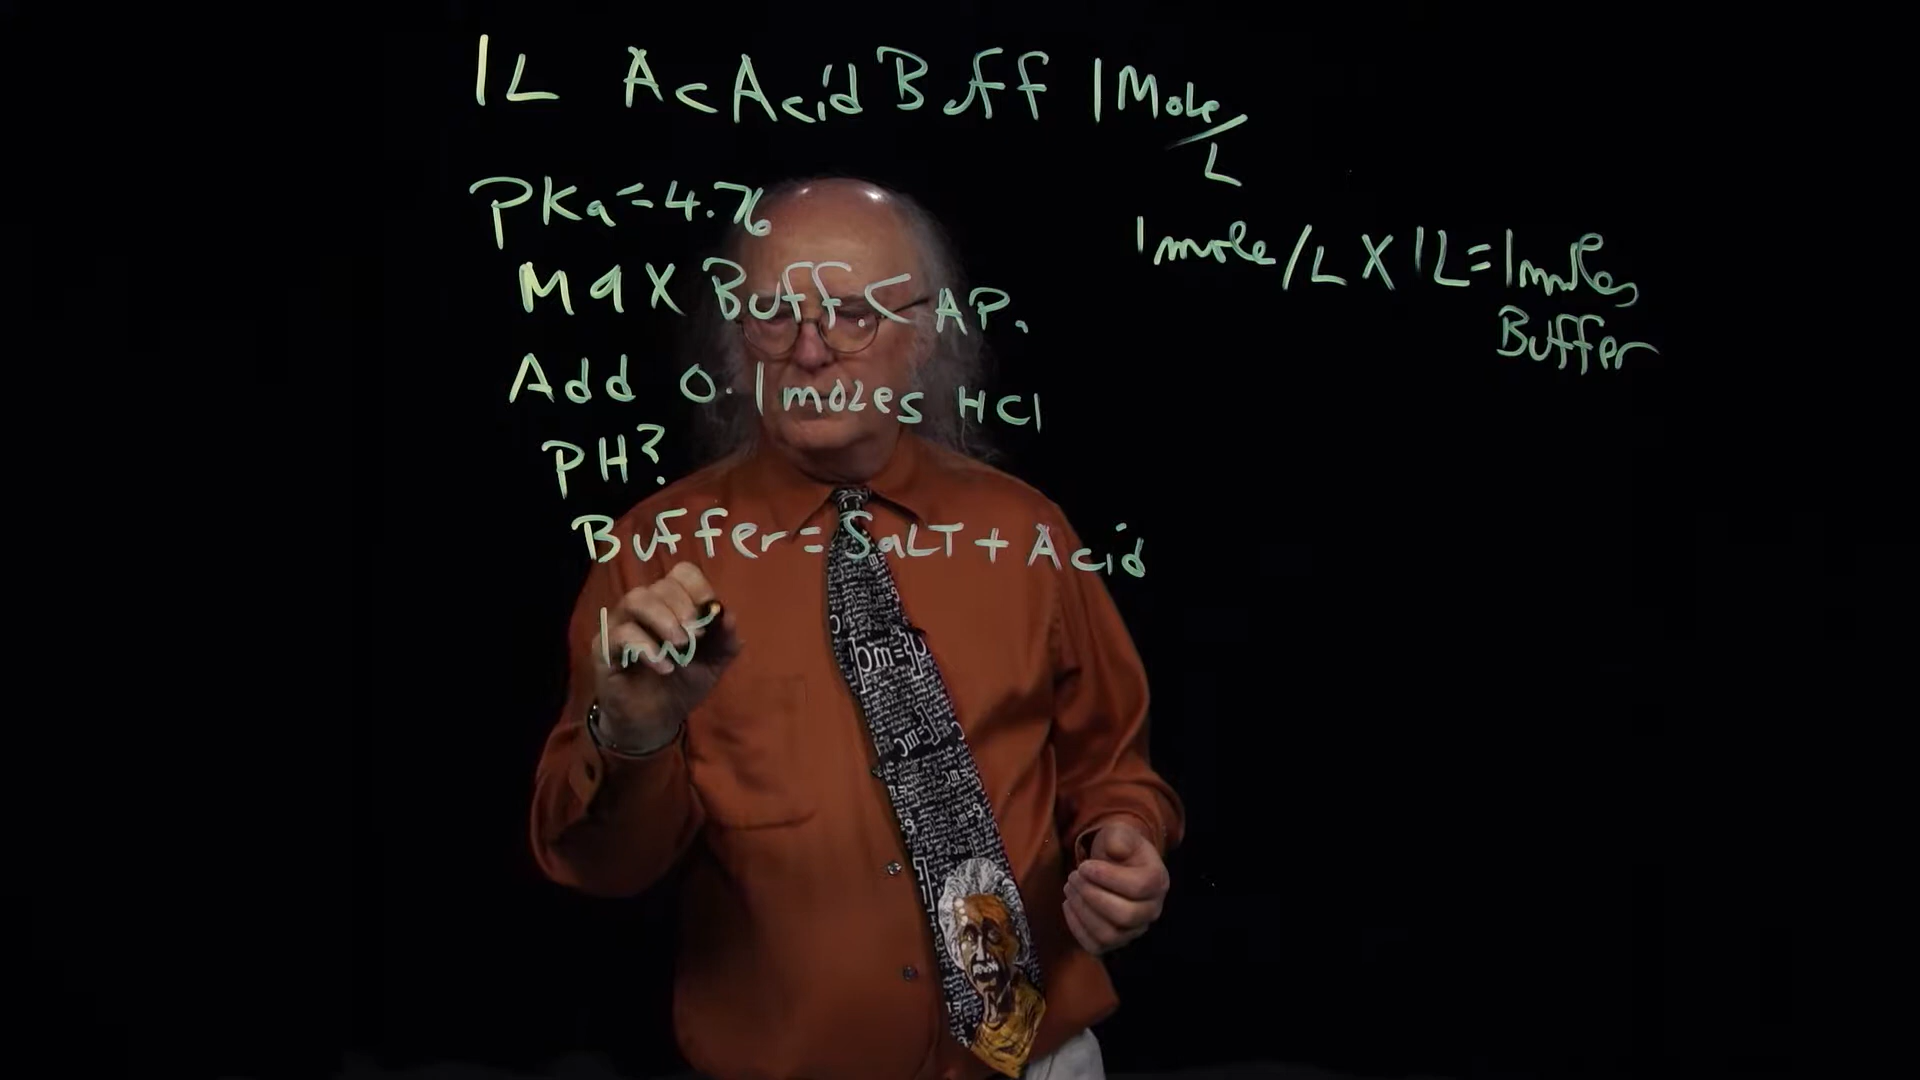 1L AcAcid Buff 1Mole/L
PKa=4.76
1mole/L X 1L=1moles
Buffer
MaX Buff. CAP.
Add 0.1moles HCl
PH?
Buffer=SaLT+Acid
1mo